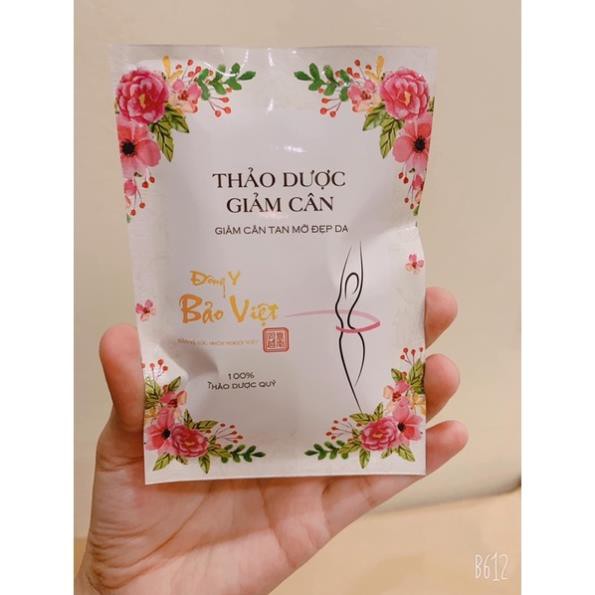 THẢO DƯỢC
GIẢM CÂN
GIẢM CÂN TAN MỠ ĐẸP DA
Đông Y
Bảo Việt
100%
THẢO DƯỢC QUÝ
B612